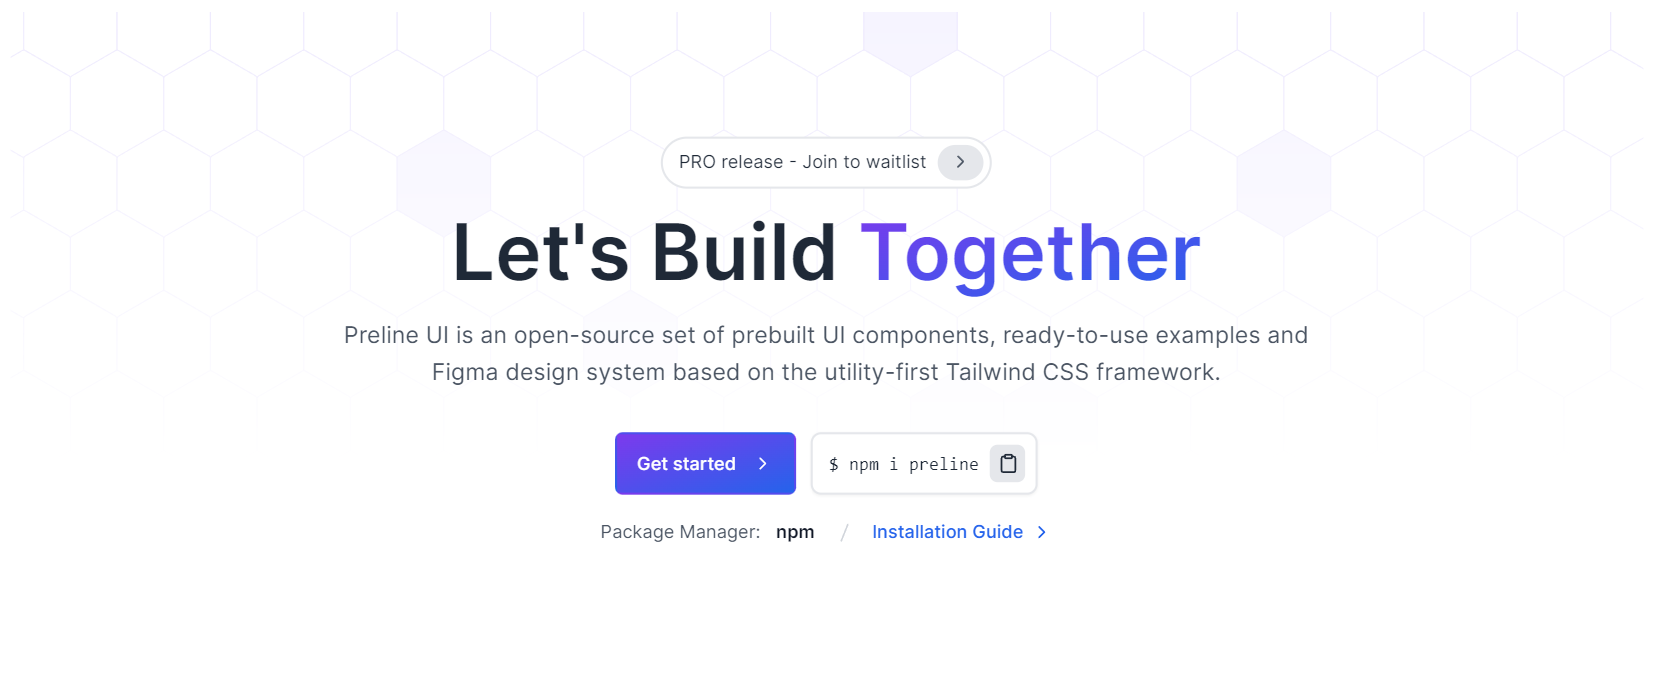 PRO release - Join to waitlist
Let's Build Together
Preline UI is an open-source set of prebuilt UI components, ready-to-use examples and
Figma design system based on the utility-first Tailwind CSS framework.
Get started
$ npm i preline
Package Manager: npm / Installation Guide